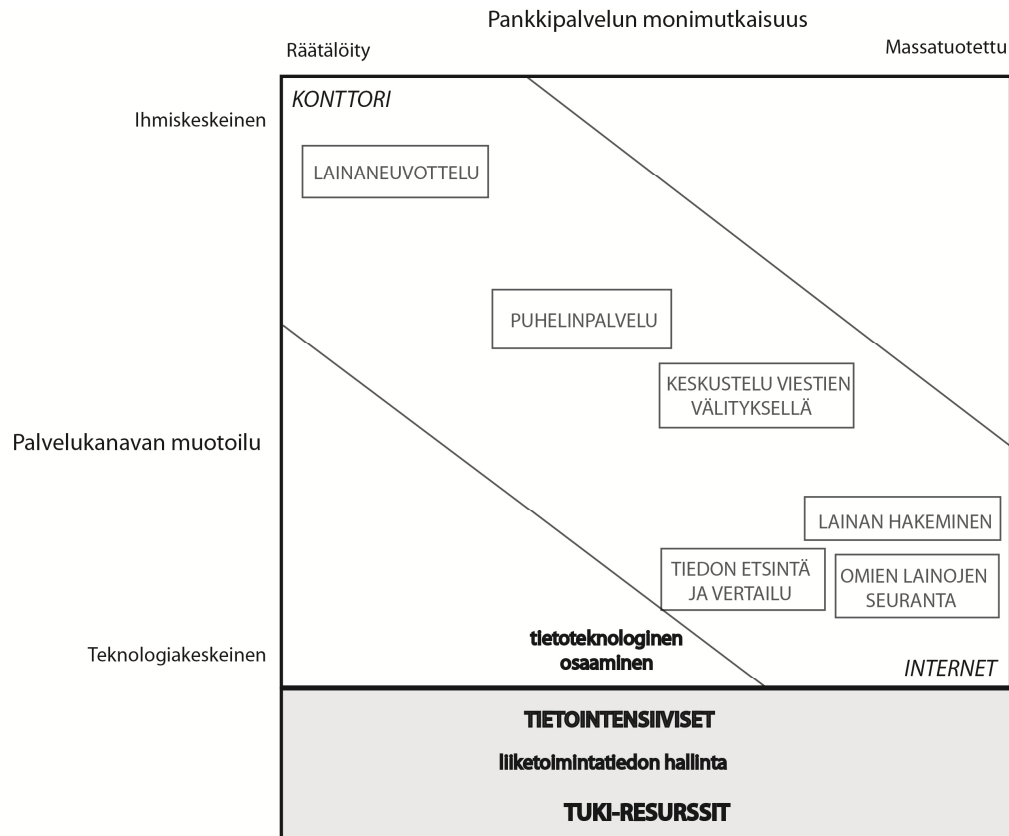 Pankkipalvelun monimutkaisuus
Räätälöity
Massatuotettu
Ihmiskeskeinen
KONTTORI
LAINANEUVOTTELU
PUHELINPALVELU
KESKUSTELU VIESTIEN
VÄLITYKSELLÄ
Palvelukanavan muotoilu
LAINAN HAKEMINEN
TIEDON ETSINTÄ
JA VERTAILU
OMIEN LAINOJEN
SEURANTA
Teknologiakeskeinen
tietoteknologinen
osaaminen
INTERNET
TIETOINTENSIIVISET
liiketoimintatiedon hallinta
TUKI-RESURSSIT